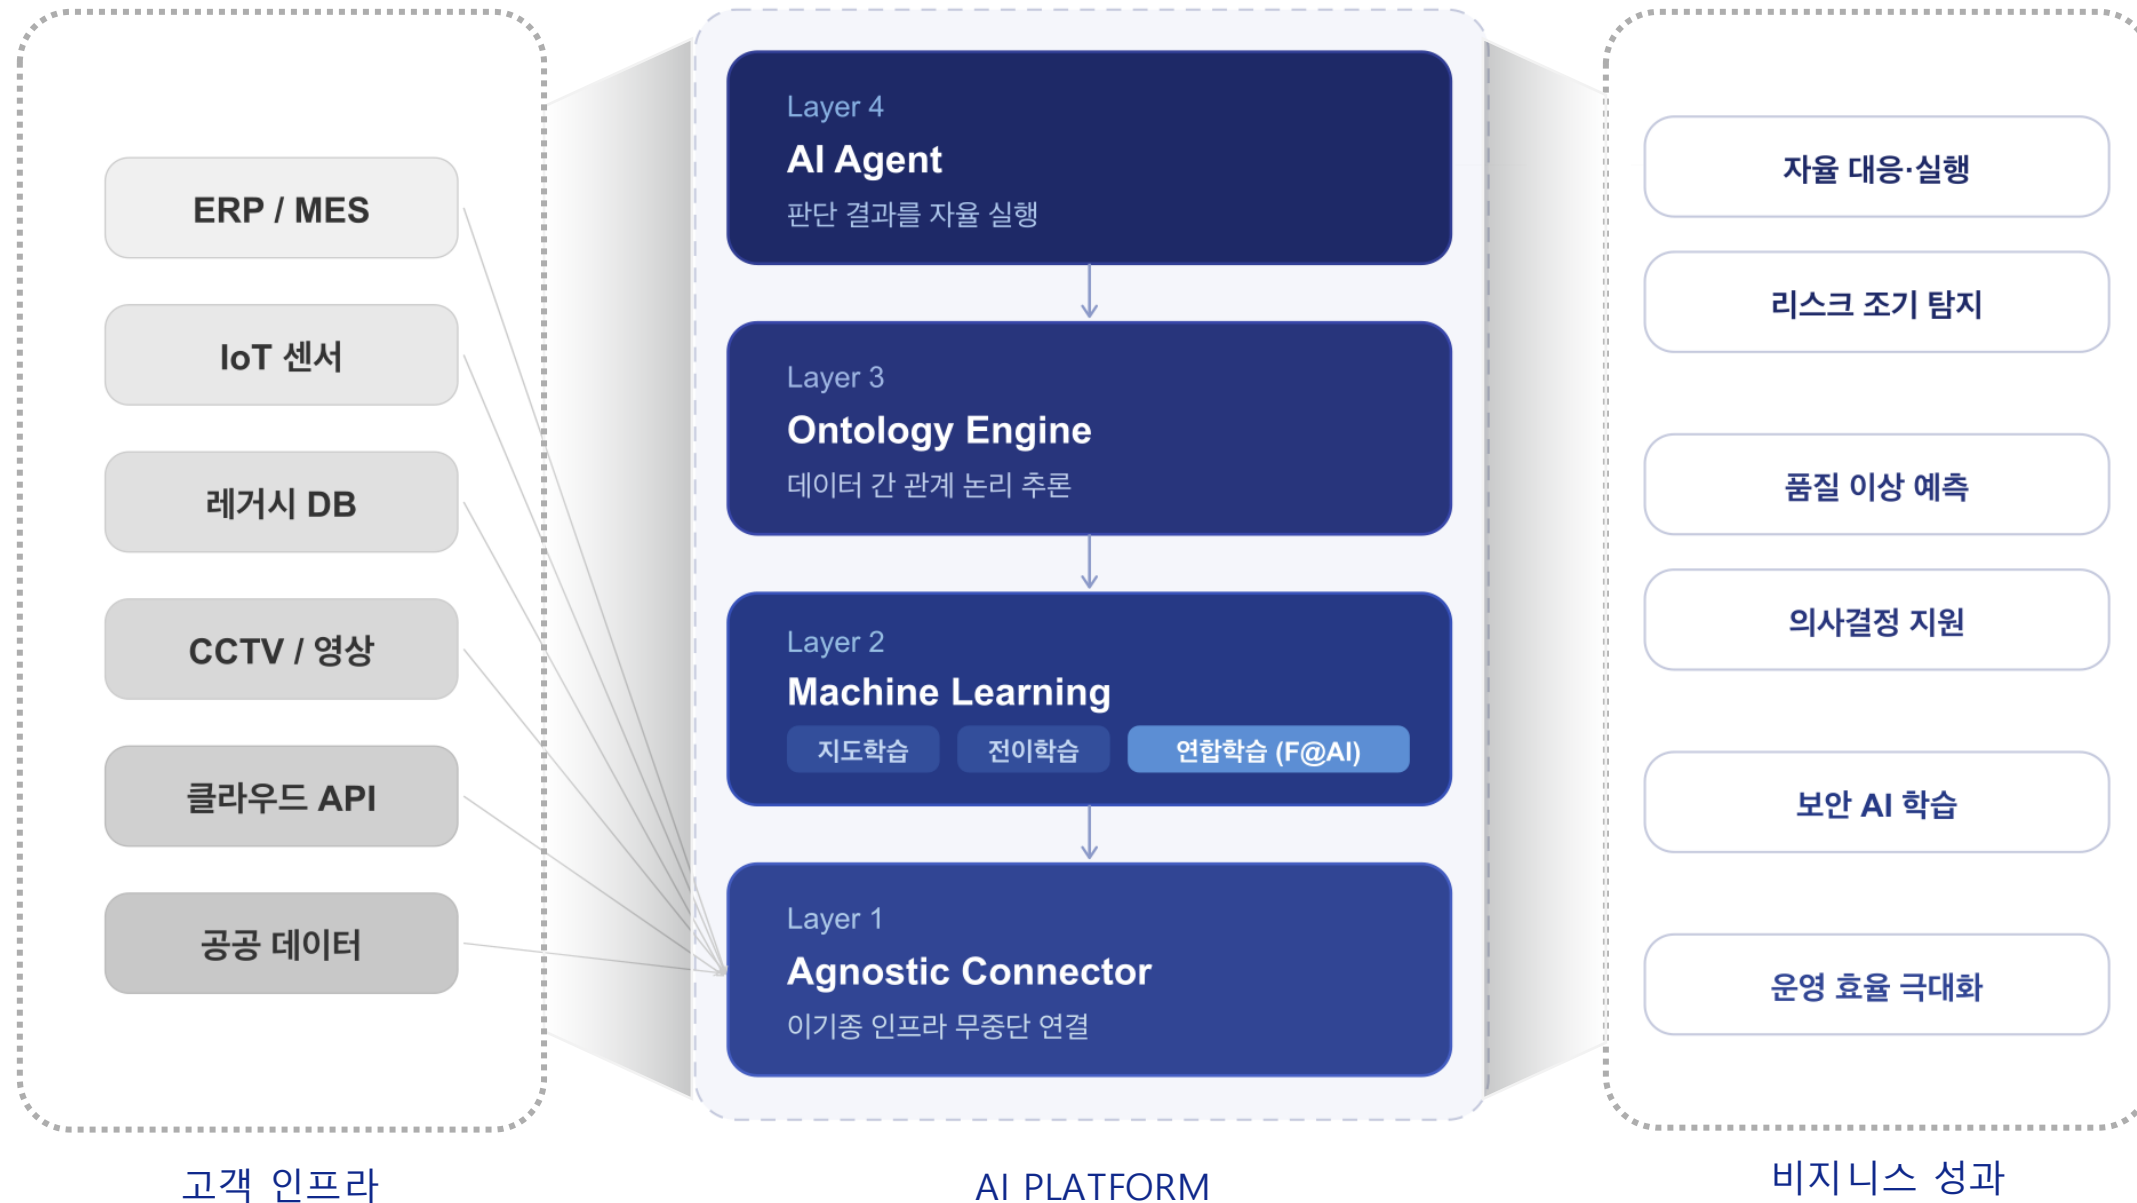 ERP / MES
IoT 센서
레거시 DB
CCTV / 영상
클라우드 API
공공 데이터
고객 인프라
Layer 4
AI Agent
판단 결과를 자율 실행
Layer 3
Ontology Engine
데이터 간 관계 논리 추론
Layer 2
Machine Learning
지도학습
전이학습
연합학습 (F@AI)
Layer 1
Agnostic Connector
이기종 인프라 무중단 연결
AI PLATFORM
자율 대응·실행
리스크 조기 탐지
품질 이상 예측
의사결정 지원
보안 AI 학습
운영 효율 극대화
비지니스 성과